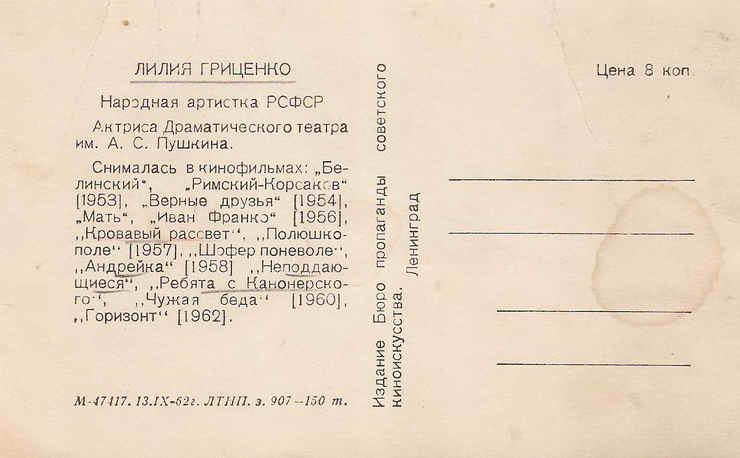 ЛИЛИЯ ГРИЦЕНКО
Народная артистка РСФСР
Актриса Драматического театра
им. А. С. Пушкина.
Снималась в кинофильмах: „Бе-
линский“, „Римский-Корсаков“
[1953], „Верные друзья“ [1954],
„Мать“, „Иван Франко“ [1956],
,,Кровавый рассвет“, ,,Полюшко-
поле“ [1957], ,,Шофер поневоле“,
,,Андрейка“ [1958] ,,Неподдаю-
щиеся“, ,,Ребята с Канонерско-
го“, ,,Чужая беда“ [1960],
,,Горизонт“ [1962].
М-47417. 13.IX-62г. ЛТНП. з. 907—150 т.
Издание Бюро пропаганды советского
киноискусства. Ленинград
Цена 8 коп.